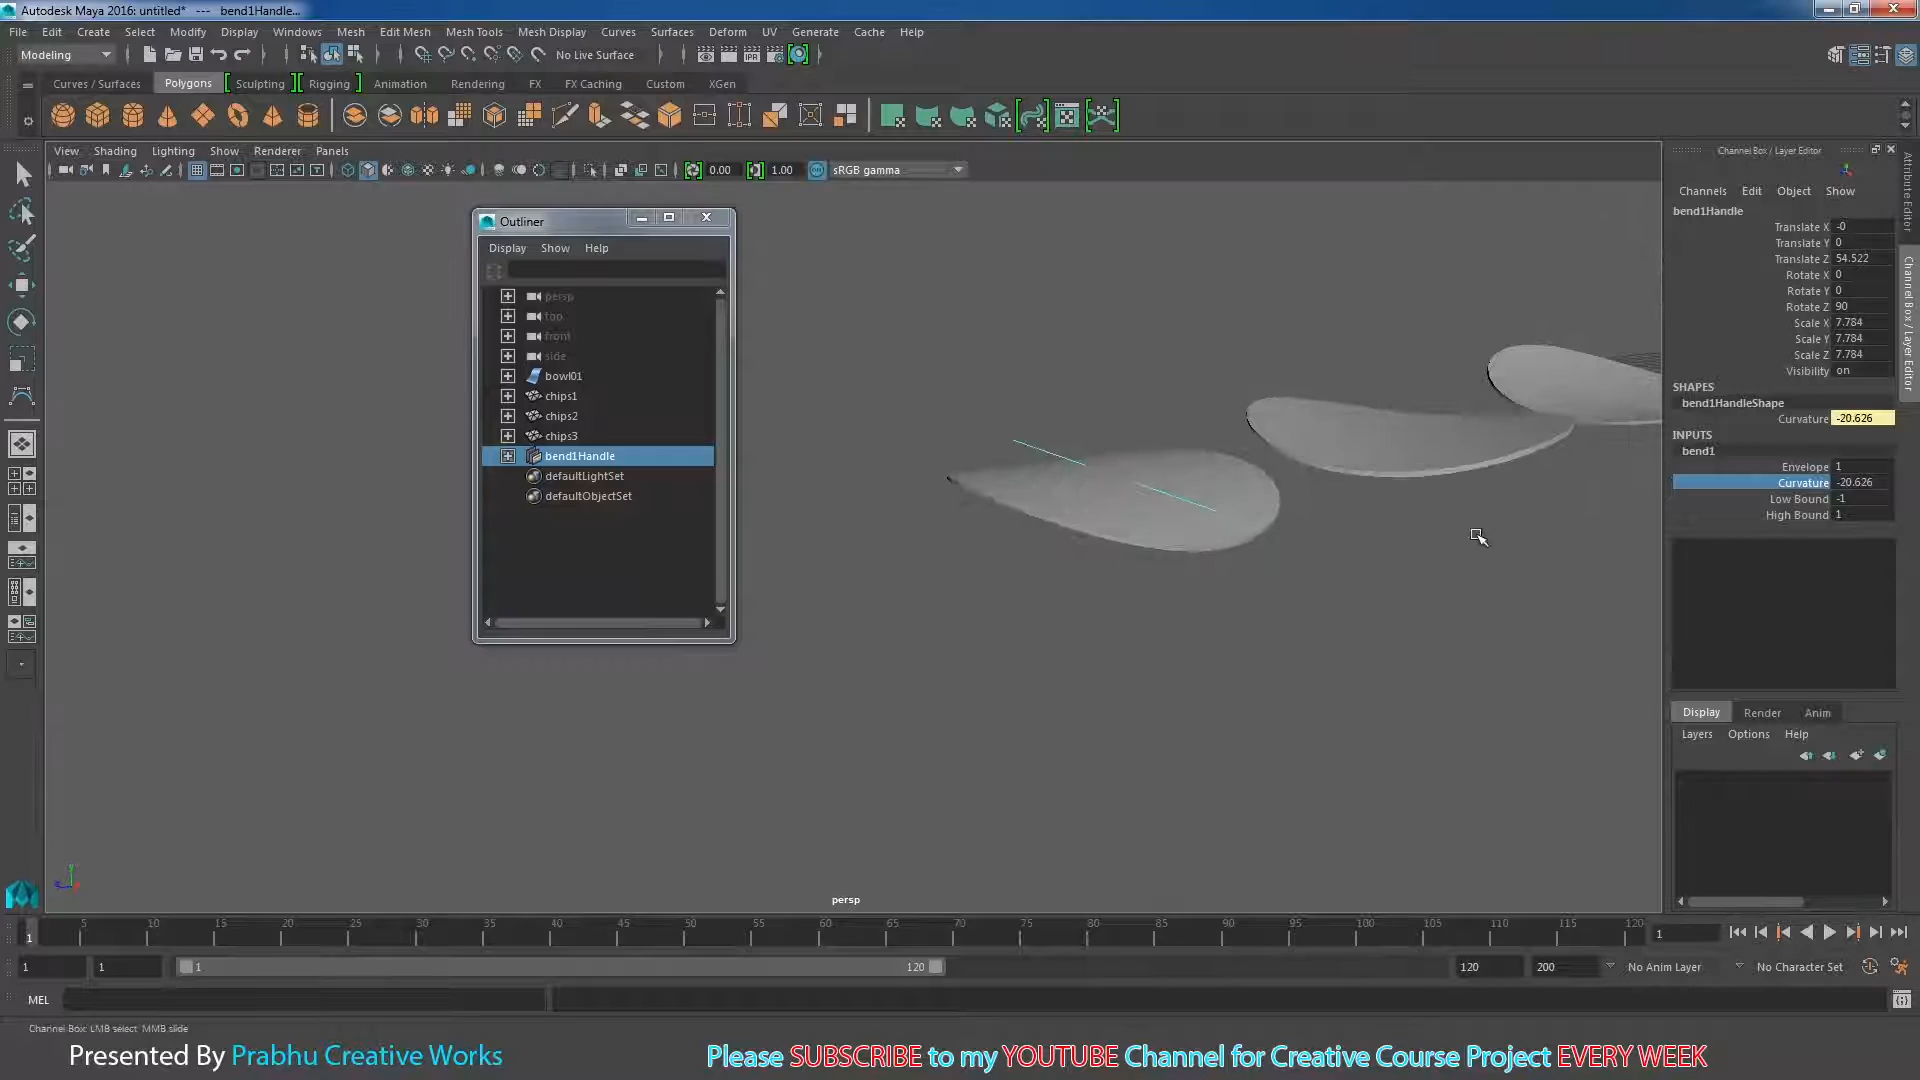 Autodesk Maya 2016: untitled* --- bend1Handle...
File Edit Create Select Modify Display Windows Mesh Edit Mesh Mesh Tools Mesh Display Curves Surfaces Deform UV Generate Cache Help
Modeling No Live Surface
Curves / Surfaces Polygons Sculpting Rigging Animation Rendering FX FX Caching Custom XGen
View Shading Lighting Show Renderer Panels
0.00 1.00 sRGB gamma
Outliner
Display Show Help
persp
top
front
side
bowl01
chips1
chips2
chips3
bend1Handle
defaultLightSet
defaultObjectSet
persp
Channel Box / Layer Editor
Channels Edit Object Show
bend1Handle
Translate X -0
Translate Y 0
Translate Z 54.522
Rotate X 0
Rotate Y 0
Rotate Z 90
Scale X 7.784
Scale Y 7.784
Scale Z 7.784
Visibility on
SHAPES
bend1HandleShape
Curvature -20.626
INPUTS
bend1
Envelope 1
Curvature -20.626
Low Bound -1
High Bound 1
Attribute Editor
Channel Box / Layer Editor
Display Render Anim
Layers Options Help
1 5 10 15 20 25 30 35 40 45 50 55 60 65 70 75 80 85 90 95 100 105 110 115 120 1
1 1 1 120 120 200 No Anim Layer No Character Set
MEL
Channel Box: LMB select MMB slide
Presented By Prabhu Creative Works
Please SUBSCRIBE to my YOUTUBE Channel for Creative Course Project EVERY WEEK